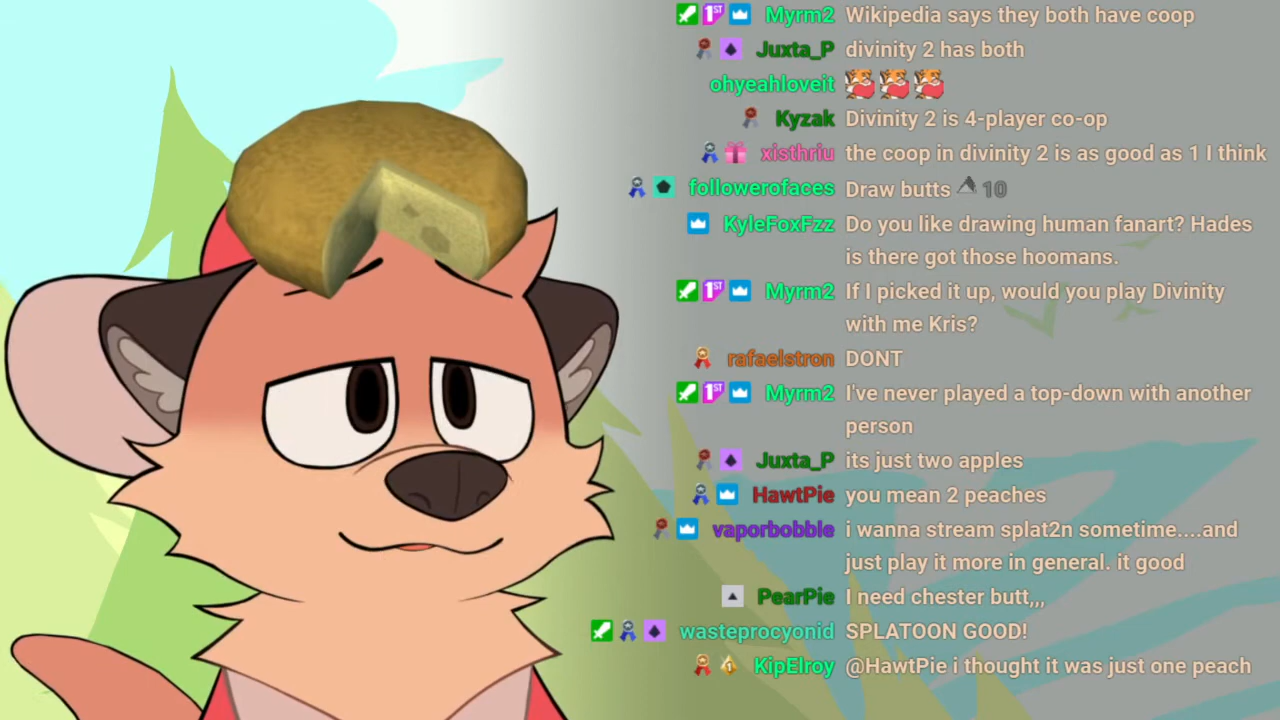 1ST Myrm2 Wikipedia says they both have coop
Juxta_P divinity 2 has both
ohyeahloveit
Kyzak Divinity 2 is 4-player co-op
xisthriu the coop in divinity 2 is as good as 1 I think
followerofaces Draw butts 10
KyleFoxFzz Do you like drawing human fanart? Hades
is there got those hoomans.
1ST Myrm2 If I picked it up, would you play Divinity
with me Kris?
rafaelstron DONT
1ST Myrm2 I've never played a top-down with another
person
Juxta_P its just two apples
HawtPie you mean 2 peaches
vaporbobble i wanna stream splat2n sometime....and
just play it more in general. it good
PearPie I need chester butt,,,
wasteprocyonid SPLATOON GOOD!
1 KipElroy @HawtPie i thought it was just one peach